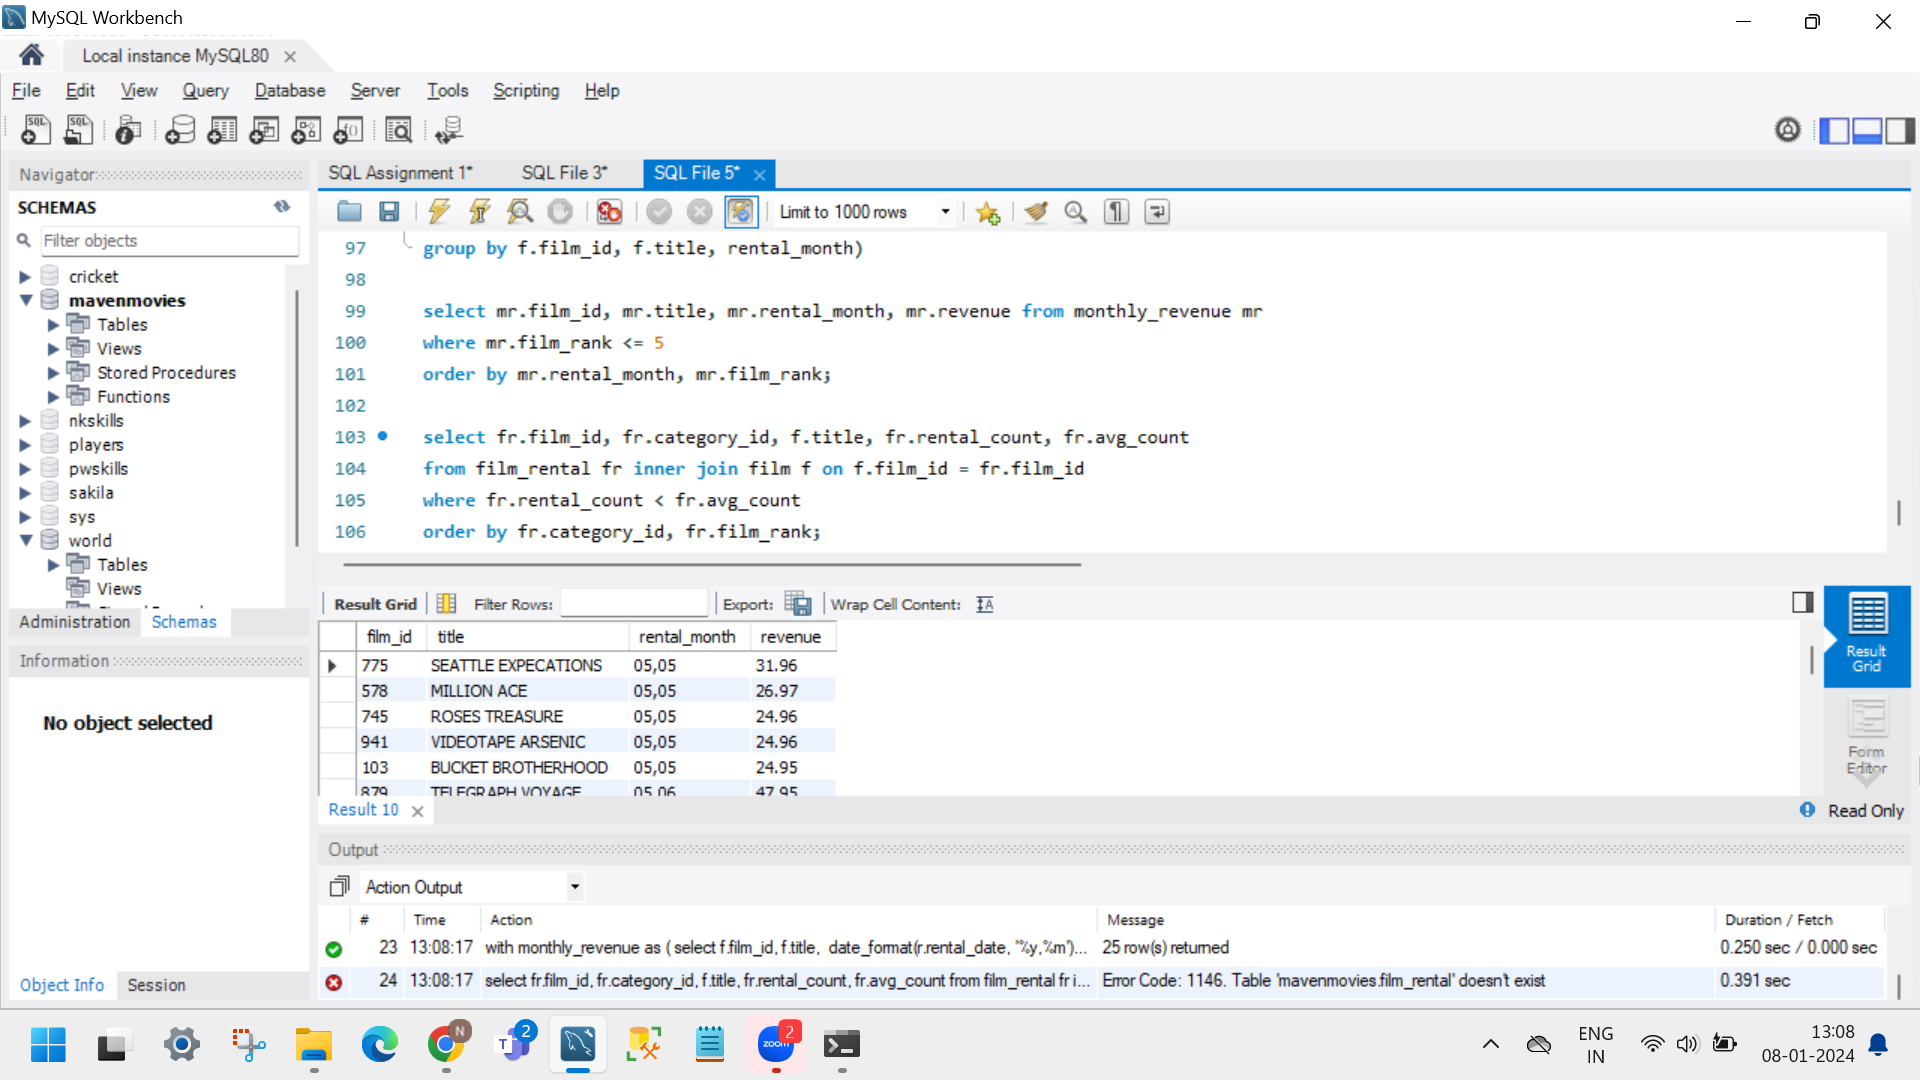 MySQL Workbench
Local instance MySQL80
File Edit View Query Database Server Tools Scripting Help
Navigator
SCHEMAS
Filter objects
cricket
mavenmovies
Tables
Views
Stored Procedures
Functions
nkskills
players
pwskills
sakila
sys
world
Tables
Views
Administration Schemas
Information
No object selected
Object Info Session
SQL Assignment 1* SQL File 3* SQL File 5*
Limit to 1000 rows
97 group by f.film_id, f.title, rental_month)
98
99 select mr.film_id, mr.title, mr.rental_month, mr.revenue from monthly_revenue mr
100 where mr.film_rank <= 5
101 order by mr.rental_month, mr.film_rank;
102
103 select fr.film_id, fr.category_id, f.title, fr.rental_count, fr.avg_count
104 from film_rental fr inner join film f on f.film_id = fr.film_id
105 where fr.rental_count < fr.avg_count
106 order by fr.category_id, fr.film_rank;
Result Grid Filter Rows: Export: Wrap Cell Content:
film_id title rental_month revenue
775 SEATTLE EXPECATIONS 05,05 31.96
578 MILLION ACE 05,05 26.97
745 ROSES TREASURE 05,05 24.96
941 VIDEOTAPE ARSENIC 05,05 24.96
103 BUCKET BROTHERHOOD 05,05 24.95
879 TELEGRAPH VOYAGE 05,06 47.95
Result Grid
Form Editor
Result 10
Read Only
Output
Action Output
# Time Action Message Duration / Fetch
23 13:08:17 with monthly_revenue as ( select f.film_id, f.title, date_format(r.rental_date, "%y,%m")... 25 row(s) returned 0.250 sec / 0.000 sec
24 13:08:17 select fr.film_id, fr.category_id, f.title, fr.rental_count, fr.avg_count from film_rental fr i... Error Code: 1146. Table 'mavenmovies.film_rental' doesn't exist 0.391 sec
N
2
zoom
2
ENG
IN
13:08
08-01-2024